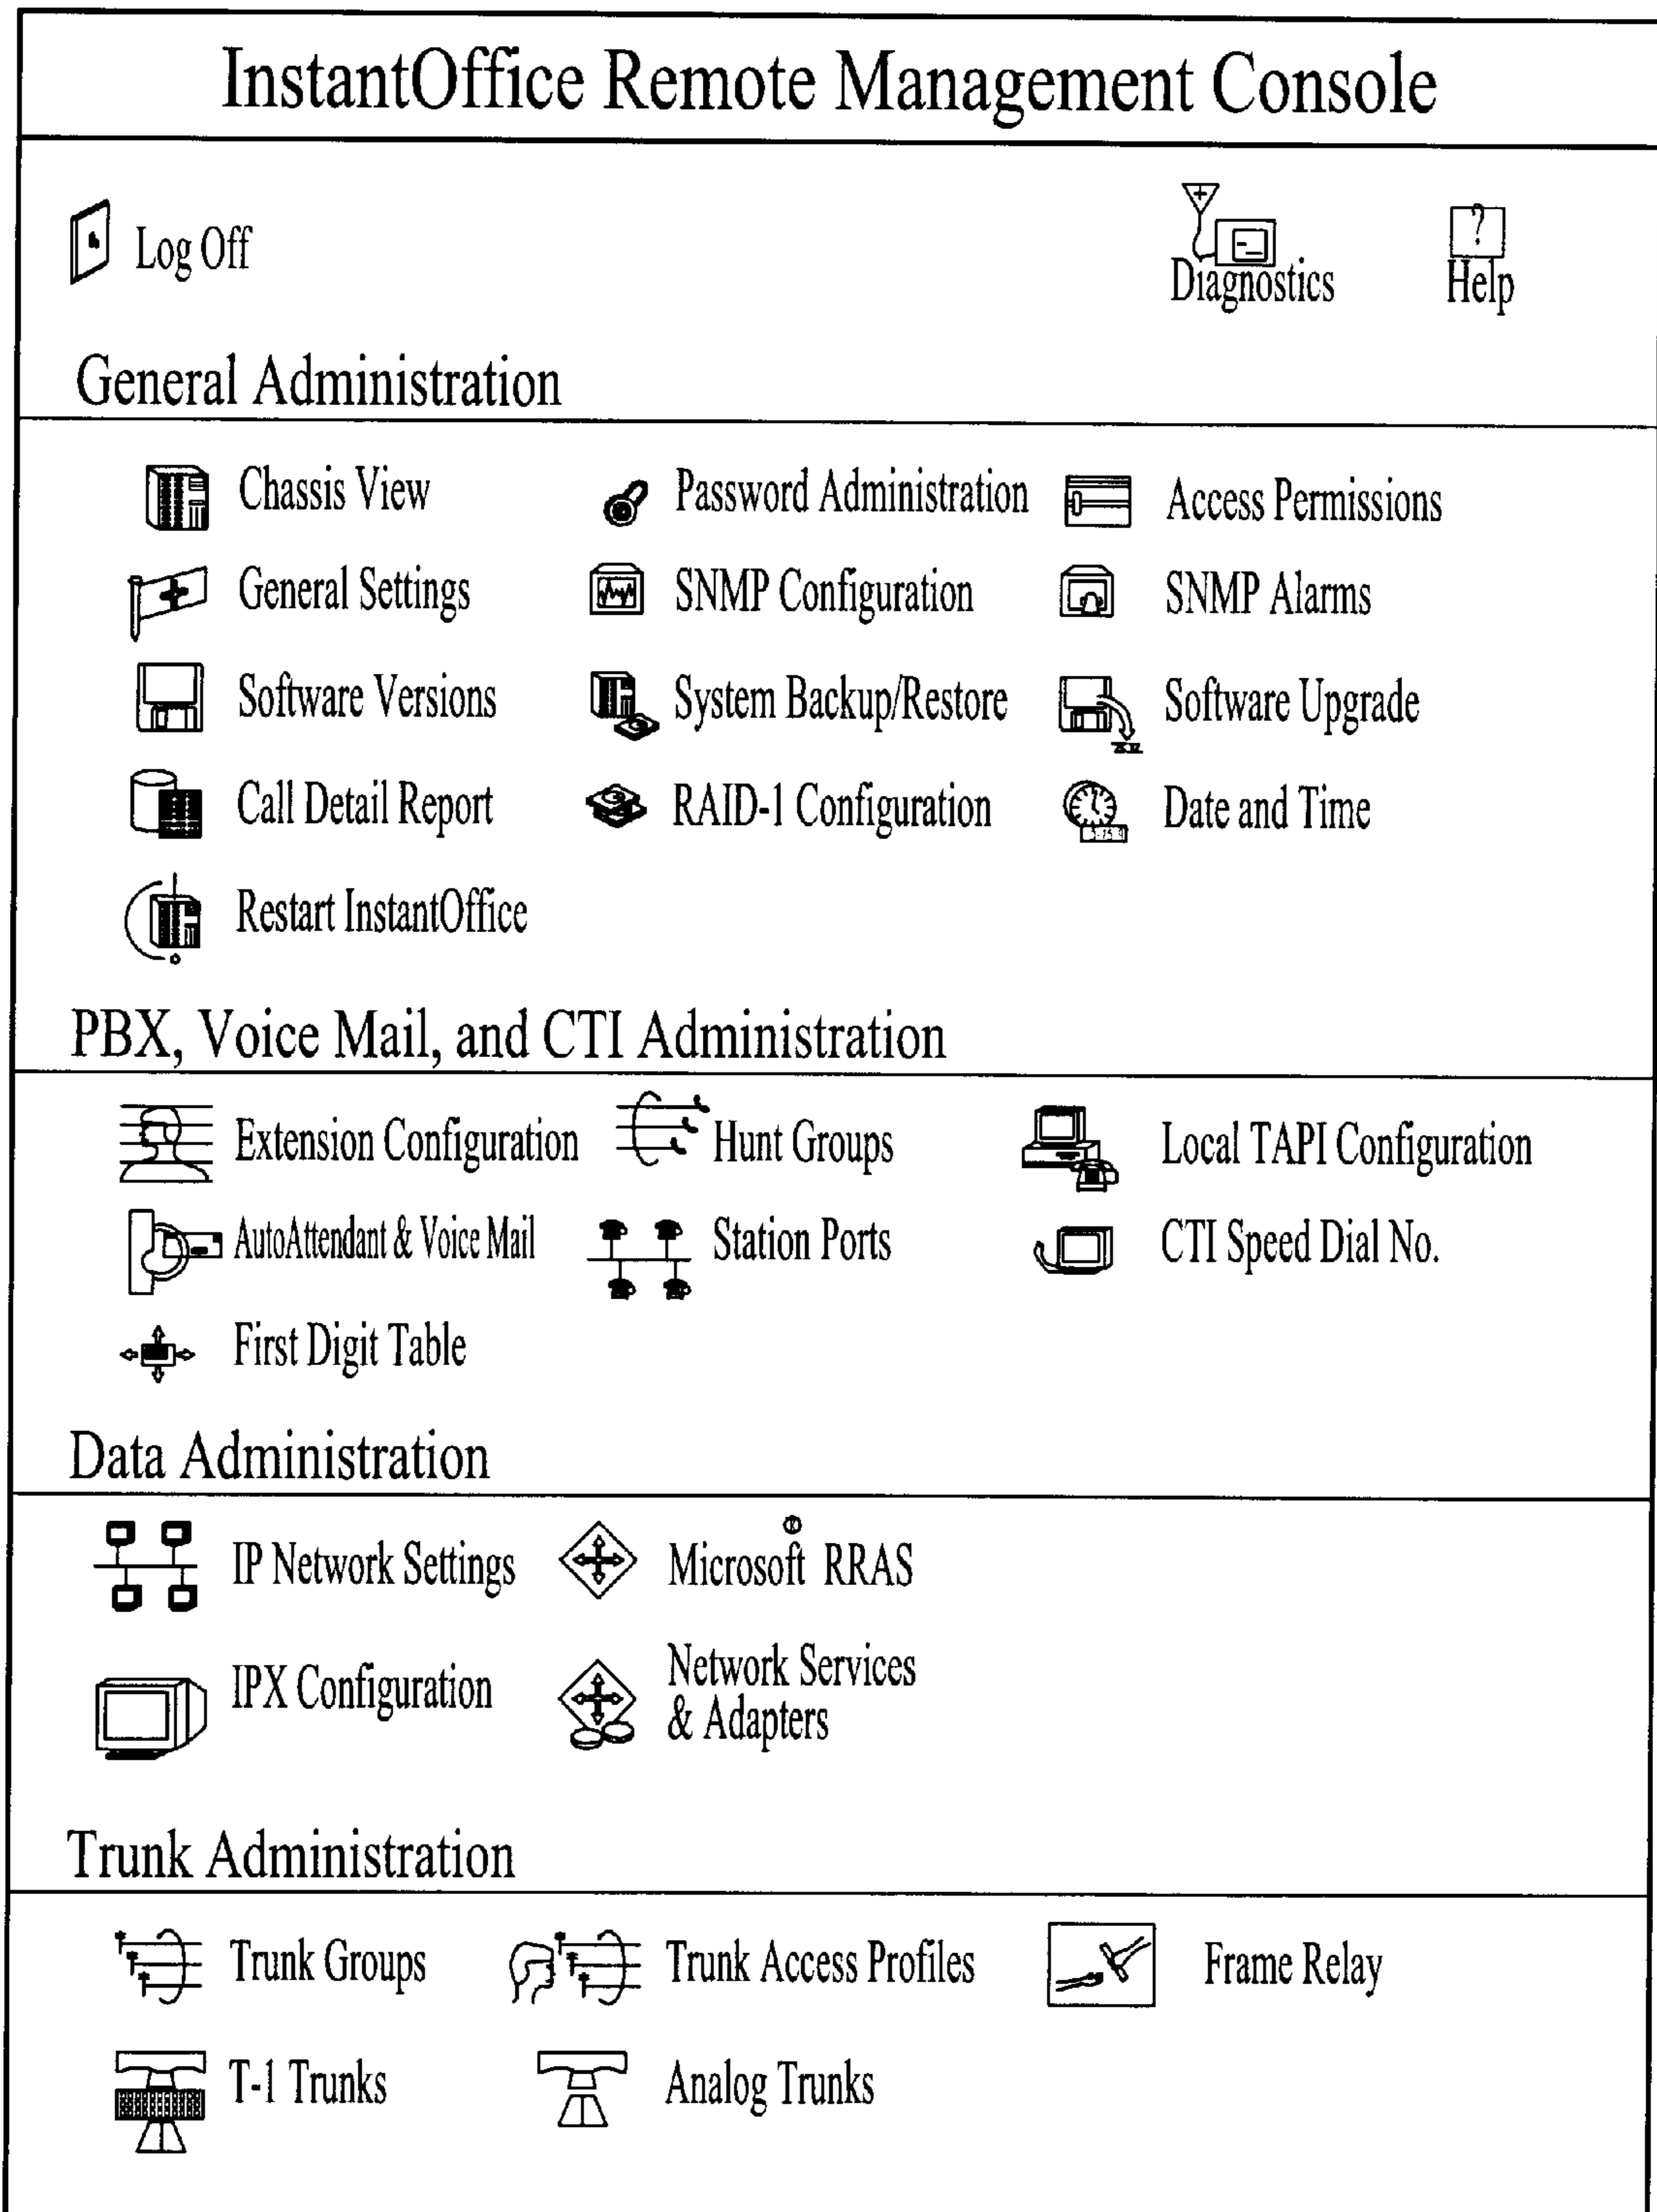 InstantOffice Remote Management Console
Log Off
Diagnostics
?
Help
General Administration
Chassis View
Password Administration
Access Permissions
General Settings
SNMP Configuration
SNMP Alarms
Software Versions
System Backup/Restore
Software Upgrade
Call Detail Report
RAID-1 Configuration
Date and Time
Restart InstantOffice
PBX, Voice Mail, and CTI Administration
Extension Configuration
Hunt Groups
Local TAPI Configuration
AutoAttendant & Voice Mail
Station Ports
CTI Speed Dial No.
First Digit Table
Data Administration
IP Network Settings
Microsoft® RRAS
IPX Configuration
Network Services
& Adapters
Trunk Administration
Trunk Groups
Trunk Access Profiles
Frame Relay
T-1 Trunks
Analog Trunks